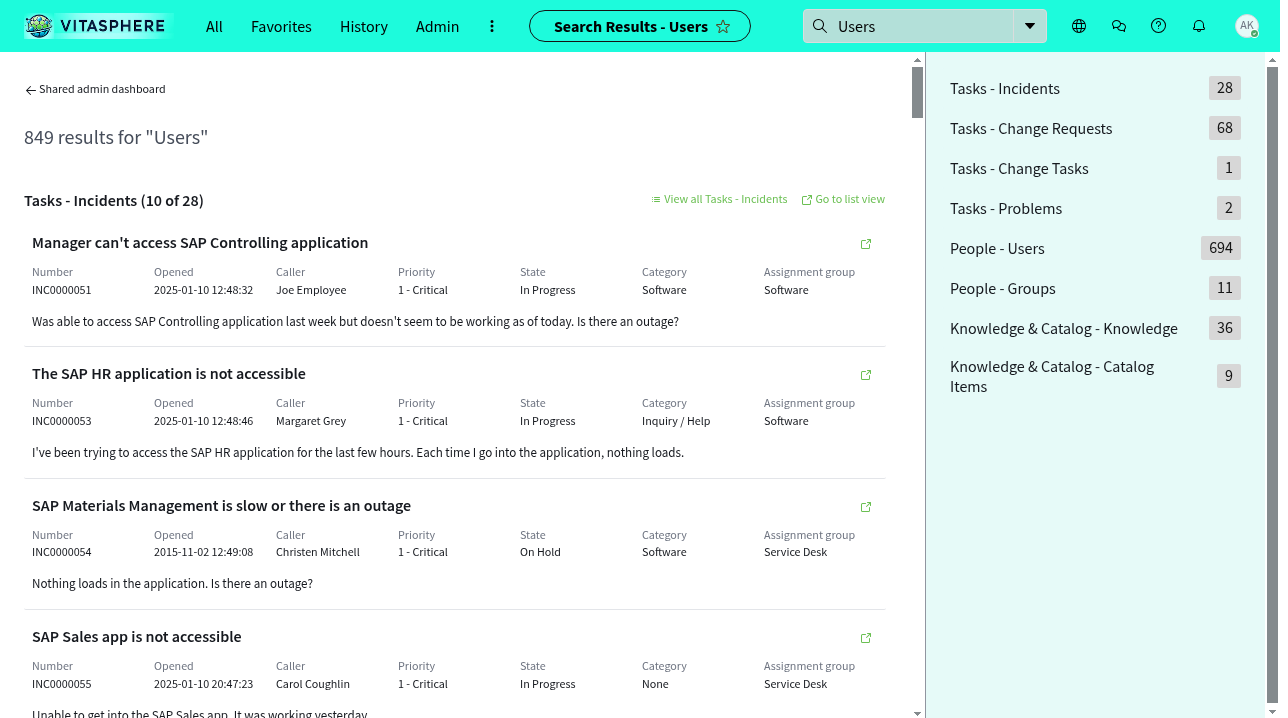 VITASPHERE All Favorites History Admin Search Results - Users Users AK
Shared admin dashboard
849 results for "Users"
Tasks - Incidents (10 of 28) View all Tasks - Incidents Go to list view
Manager can't access SAP Controlling application
Number Opened Caller Priority State Category Assignment group
INC0000051 2025-01-10 12:48:32 Joe Employee 1 - Critical In Progress Software Software
Was able to access SAP Controlling application last week but doesn't seem to be working as of today. Is there an outage?
The SAP HR application is not accessible
Number Opened Caller Priority State Category Assignment group
INC0000053 2025-01-10 12:48:46 Margaret Grey 1 - Critical In Progress Inquiry / Help Software
I've been trying to access the SAP HR application for the last few hours. Each time I go into the application, nothing loads.
SAP Materials Management is slow or there is an outage
Number Opened Caller Priority State Category Assignment group
INC0000054 2015-11-02 12:49:08 Christen Mitchell 1 - Critical On Hold Software Service Desk
Nothing loads in the application. Is there an outage?
SAP Sales app is not accessible
Number Opened Caller Priority State Category Assignment group
INC0000055 2025-01-10 20:47:23 Carol Coughlin 1 - Critical In Progress None Service Desk
Unable to get into the SAP Sales app. It was working yesterday
Tasks - Incidents 28
Tasks - Change Requests 68
Tasks - Change Tasks 1
Tasks - Problems 2
People - Users 694
People - Groups 11
Knowledge & Catalog - Knowledge 36
Knowledge & Catalog - Catalog
Items 9